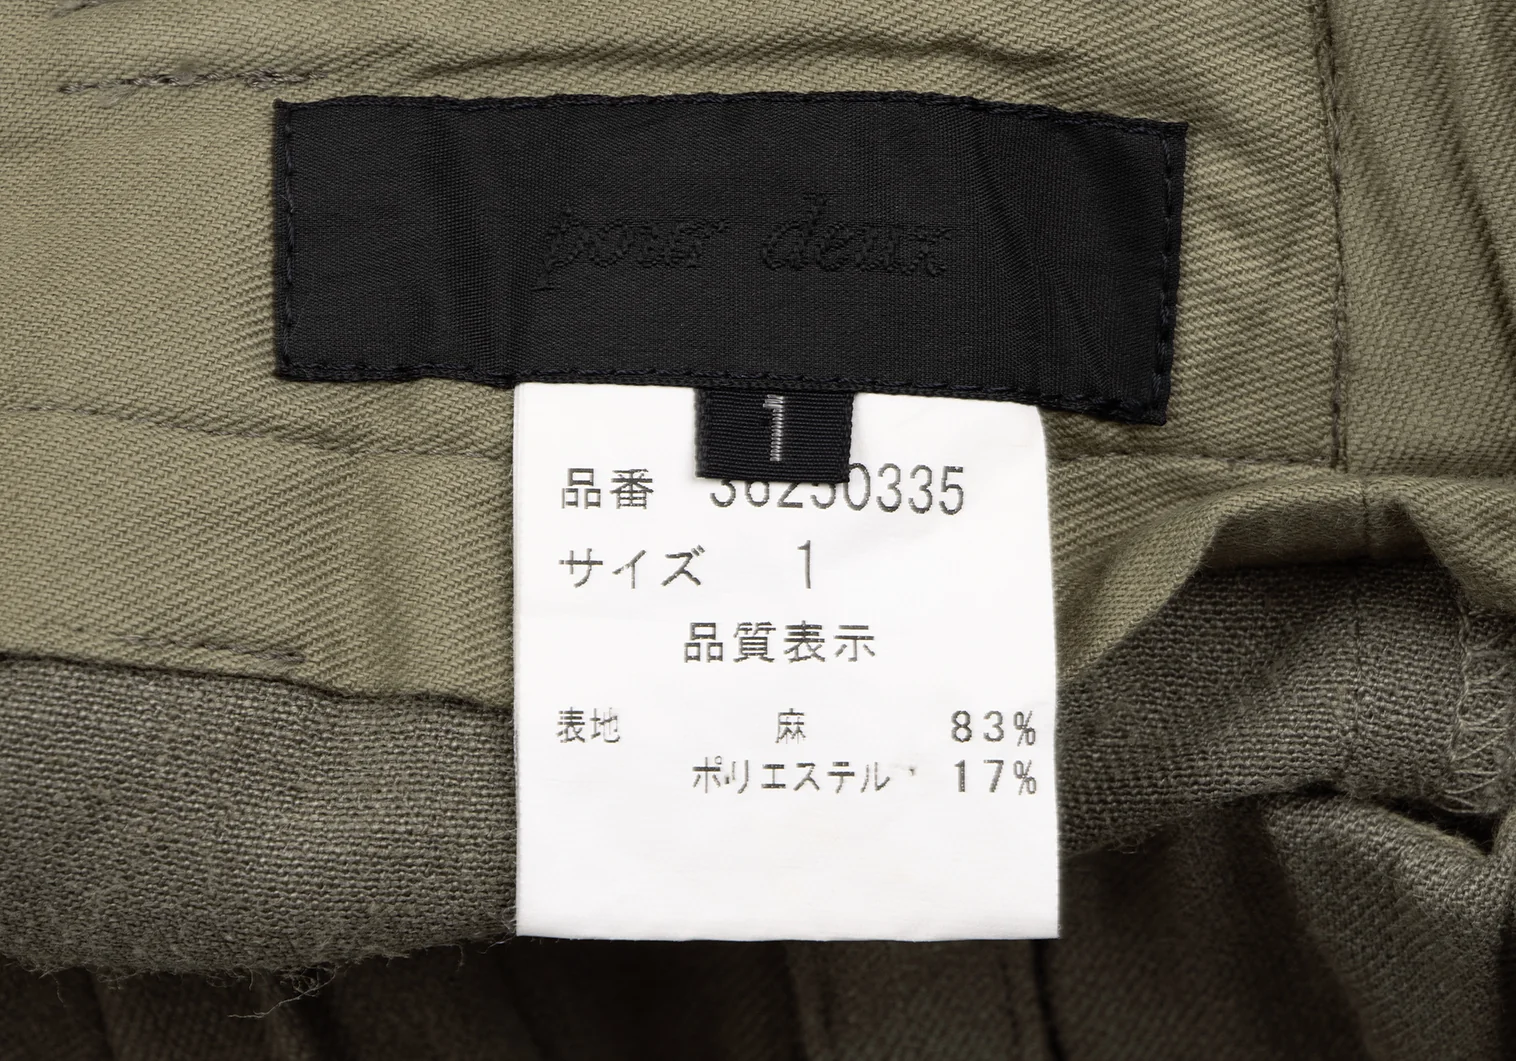 pour deux
1
品番 36250335
サイズ 1
品質表示
表地 麻 83%
ポリエステル 17%